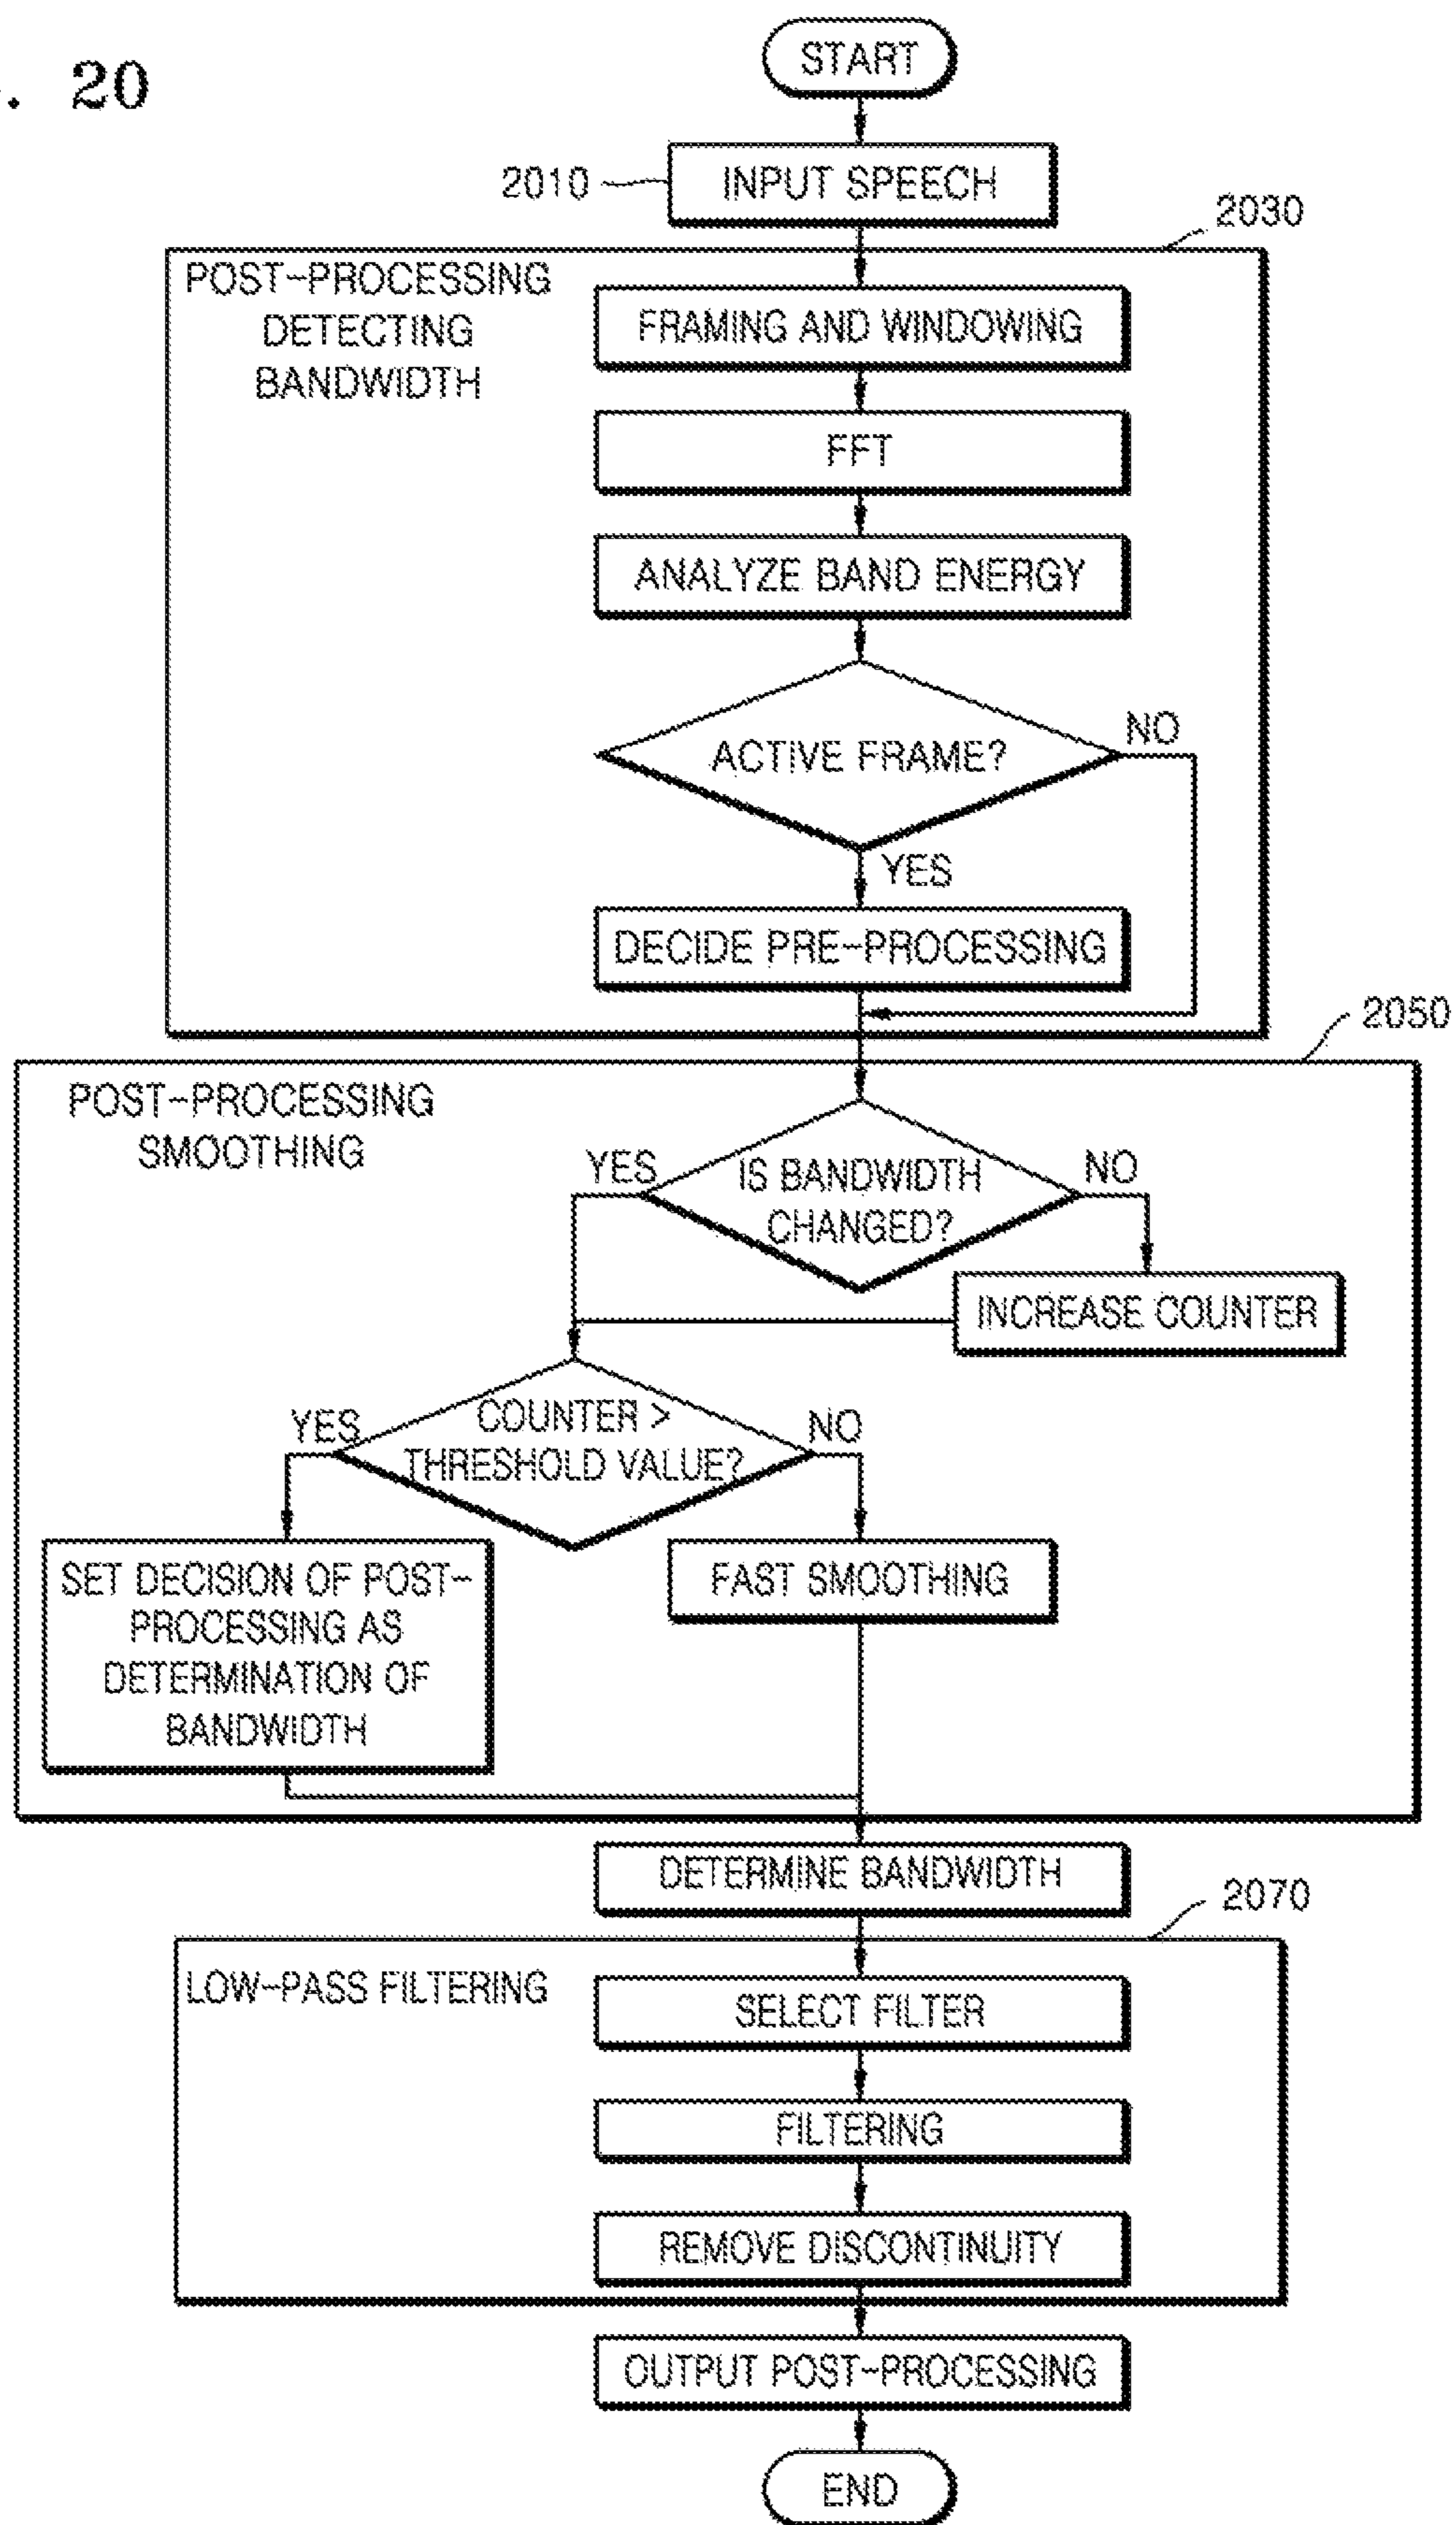 . 20
START
2010
INPUT SPEECH
2030
POST-PROCESSING
DETECTING
BANDWIDTH
FRAMING AND WINDOWING
FFT
ANALYZE BAND ENERGY
ACTIVE FRAME?
NO
YES
DECIDE PRE-PROCESSING
2050
POST-PROCESSING
SMOOTHING
YES
IS BANDWIDTH
CHANGED?
NO
INCREASE COUNTER
YES
COUNTER >
THRESHOLD VALUE?
NO
SET DECISION OF POST-
PROCESSING AS
DETERMINATION OF
BANDWIDTH
FAST SMOOTHING
DETERMINE BANDWIDTH
2070
LOW-PASS FILTERING
SELECT FILTER
FILTERING
REMOVE DISCONTINUITY
OUTPUT POST-PROCESSING
END